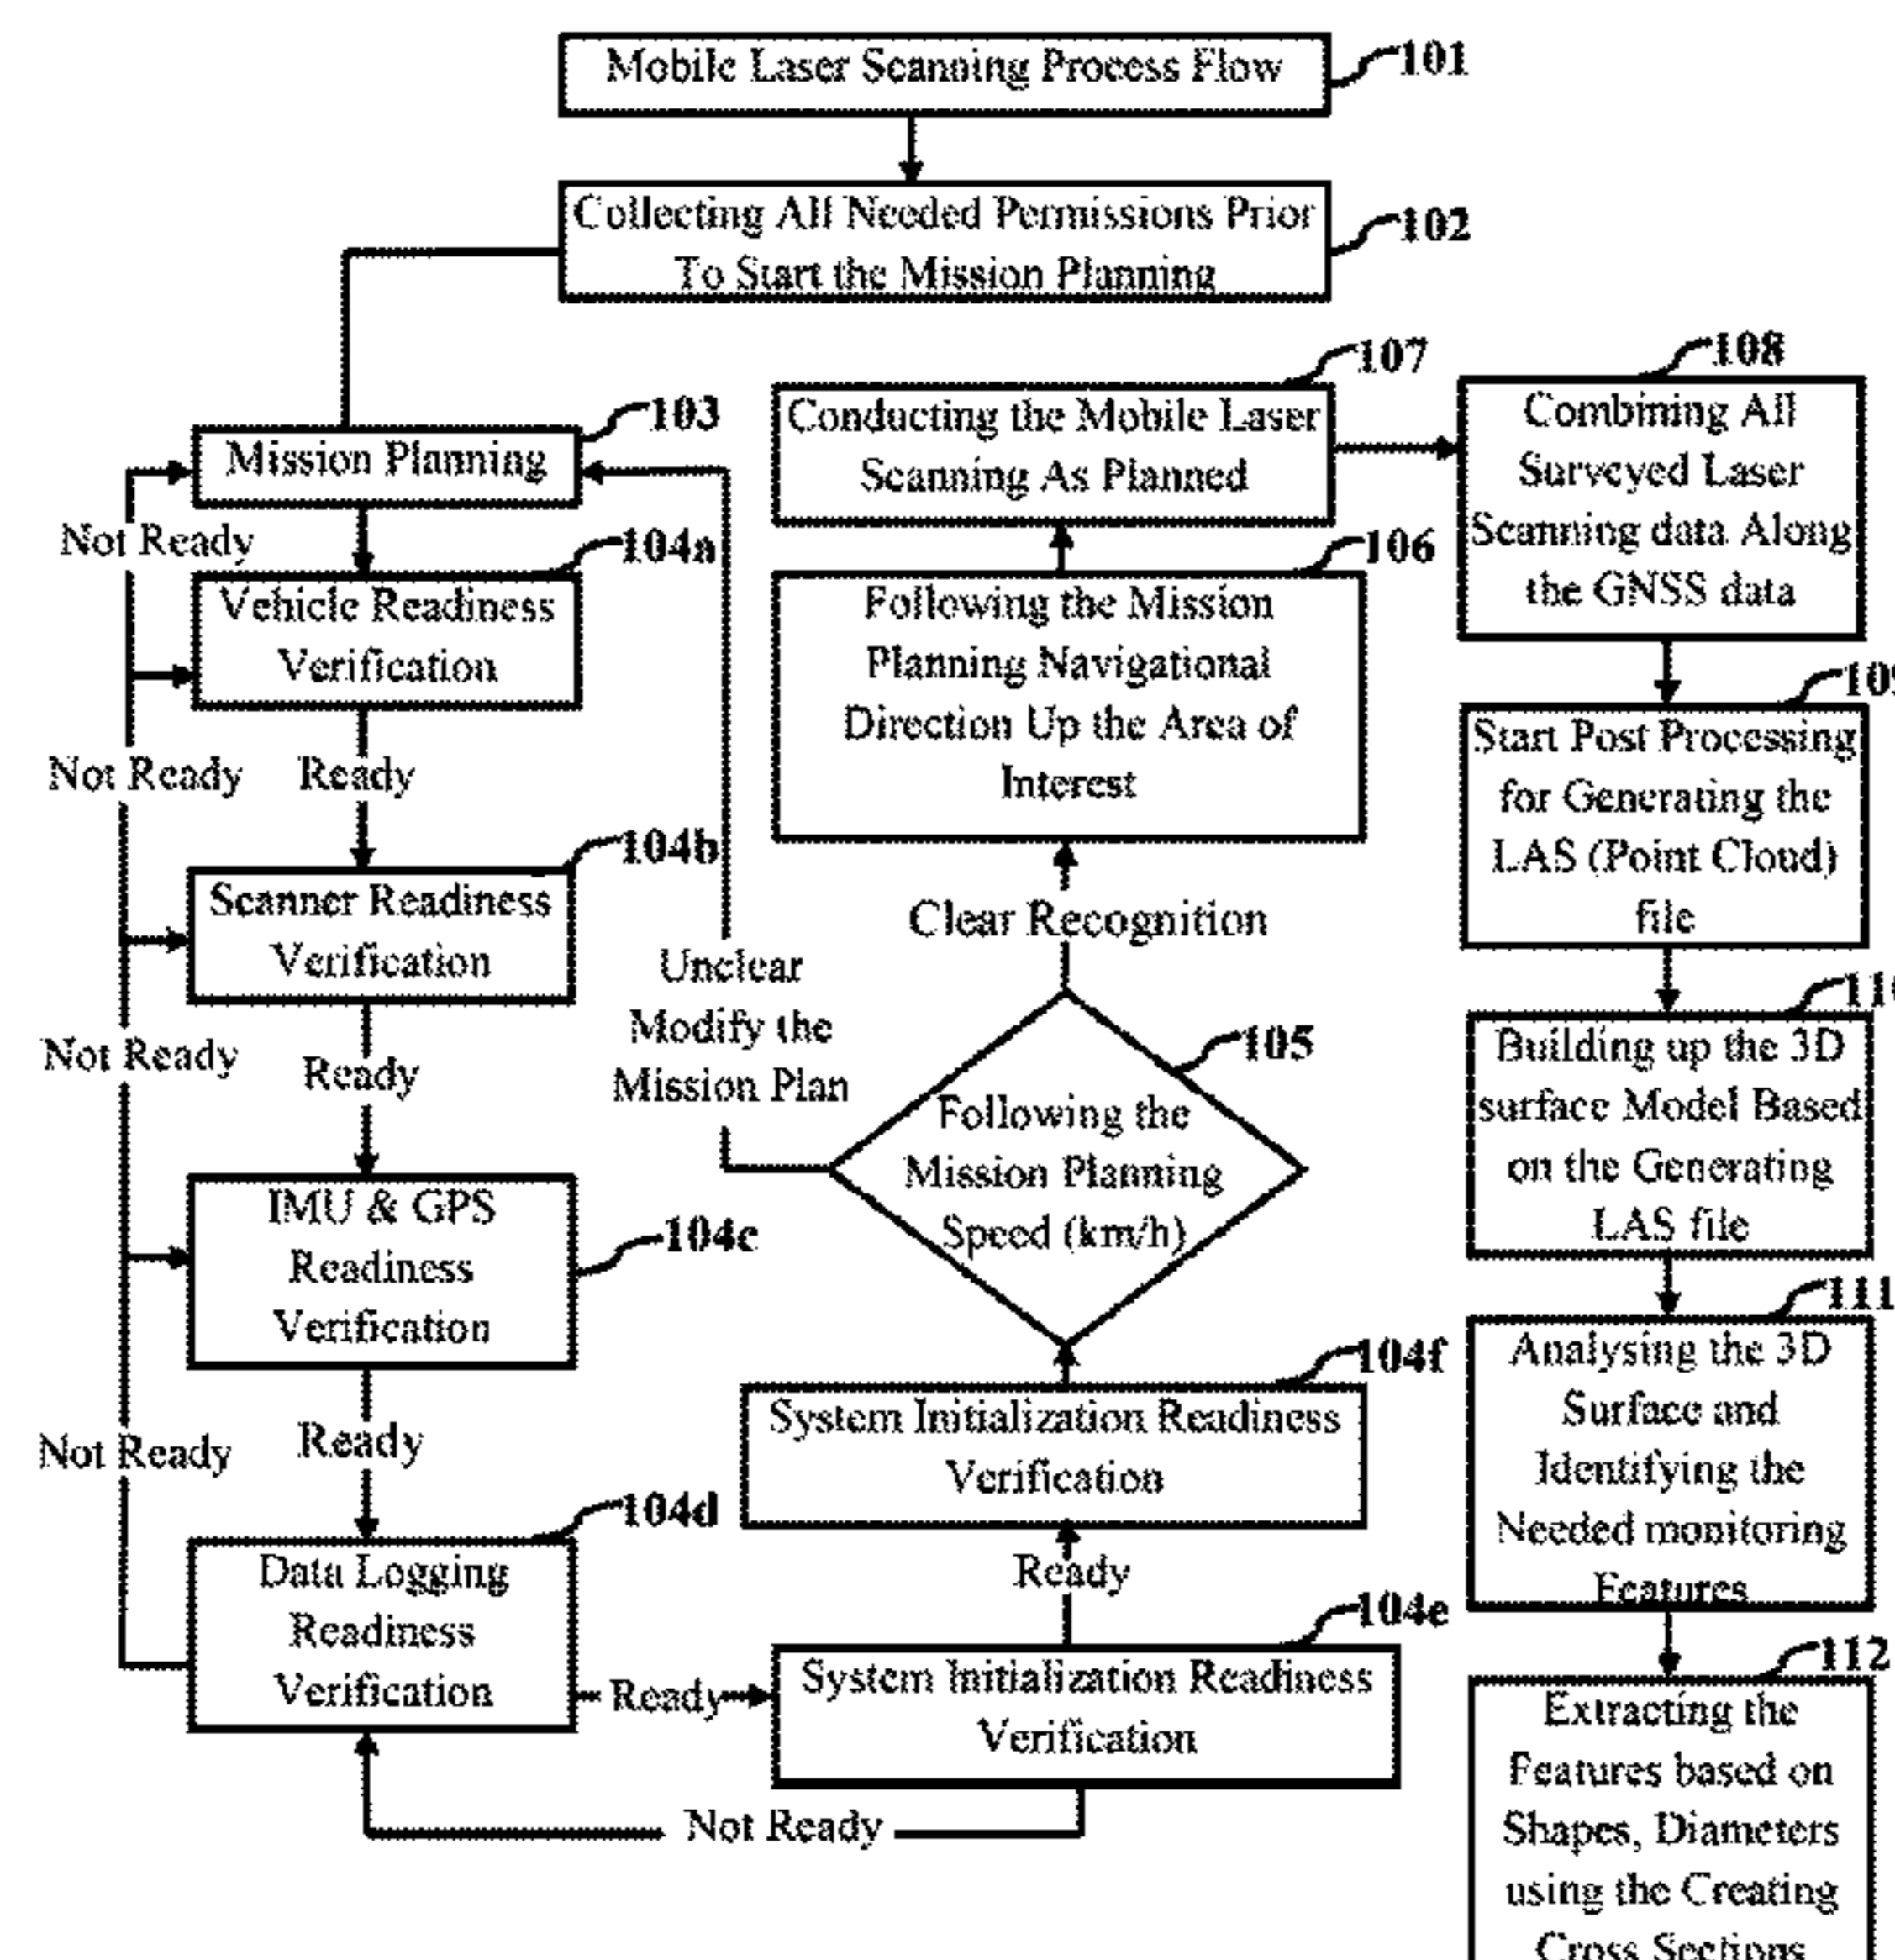 Mobile Laser Scanning Process Flow
101
Collecting All Needed Permissions Prior
To Start the Mission Planning
102
Mission Planning
103
Not Ready
Vehicle Readiness
Verification
104a
Not Ready
Ready
Scanner Readiness
Verification
104b
Not Ready
Ready
IMU & GPS
Readiness
Verification
104c
Not Ready
Ready
Data Logging
Readiness
Verification
104d
Ready
System Initialization Readiness
Verification
104e
Not Ready
Ready
System Initialization Readiness
Verification
104f
Following the
Mission Planning
Speed (km/h)
105
Unclear
Modify the
Mission Plan
Clear Recognition
Following the Mission
Planning Navigational
Direction Up the Area of
Interest
106
Conducting the Mobile Laser
Scanning As Planned
107
108
Combining All
Surveyed Laser
Scanning data Along
the GNSS data
Start Post Processing
for Generating the
LAS (Point Cloud)
file
Building up the 3D
surface Model Based
on the Generating
LAS file
111
Analysing the 3D
Surface and
Identifying the
Needed monitoring
Features
112
Extracting the
Features based on
Shapes, Diameters
using the Creating
Cross Sections